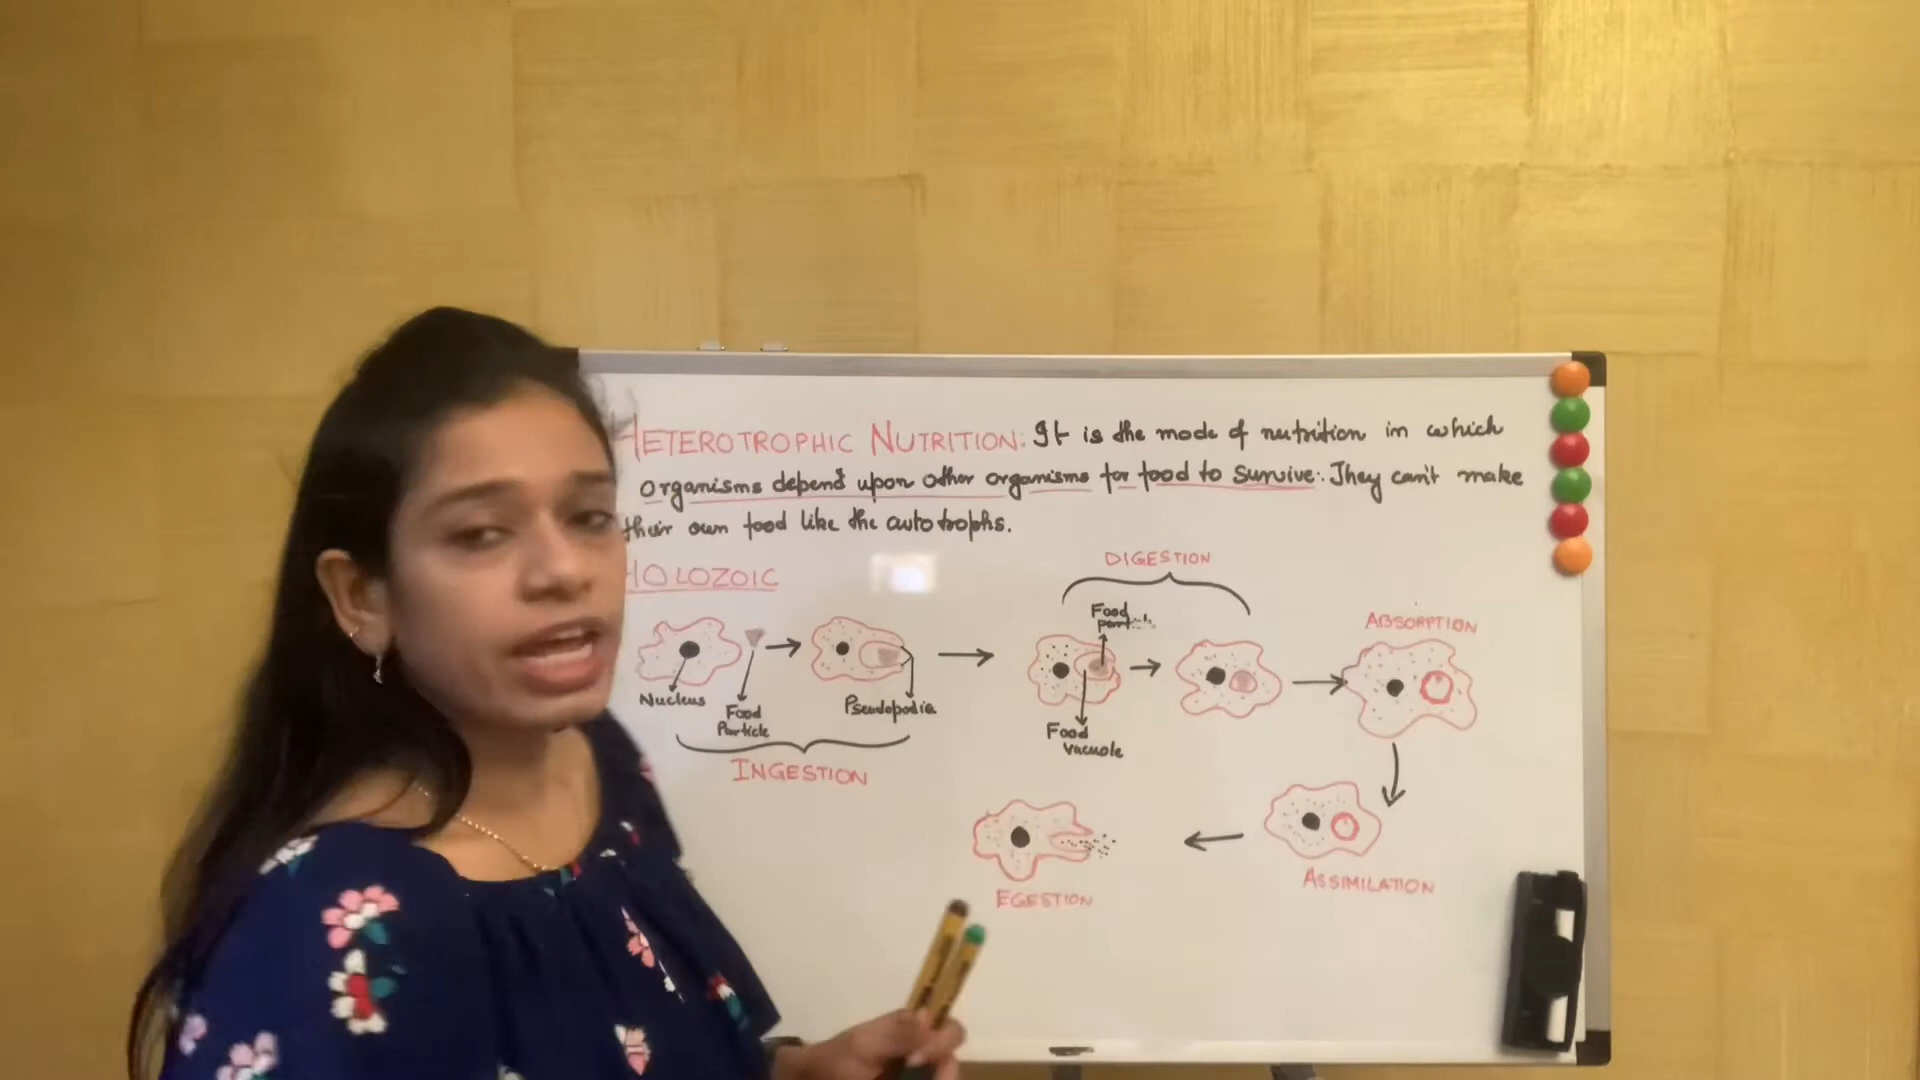 HETEROTROPHIC NUTRITION: It is the mode of nutrition in which
organisms depend upon other organisms for food to survive. They can't make
their own food like the autotrophs.
HOLOZOIC
DIGESTION
Food
ABSORPTION
Nucleus
Food
Particle
Pseudopodia
Food
Vacuole
INGESTION
EGESTION
ASSIMILATION